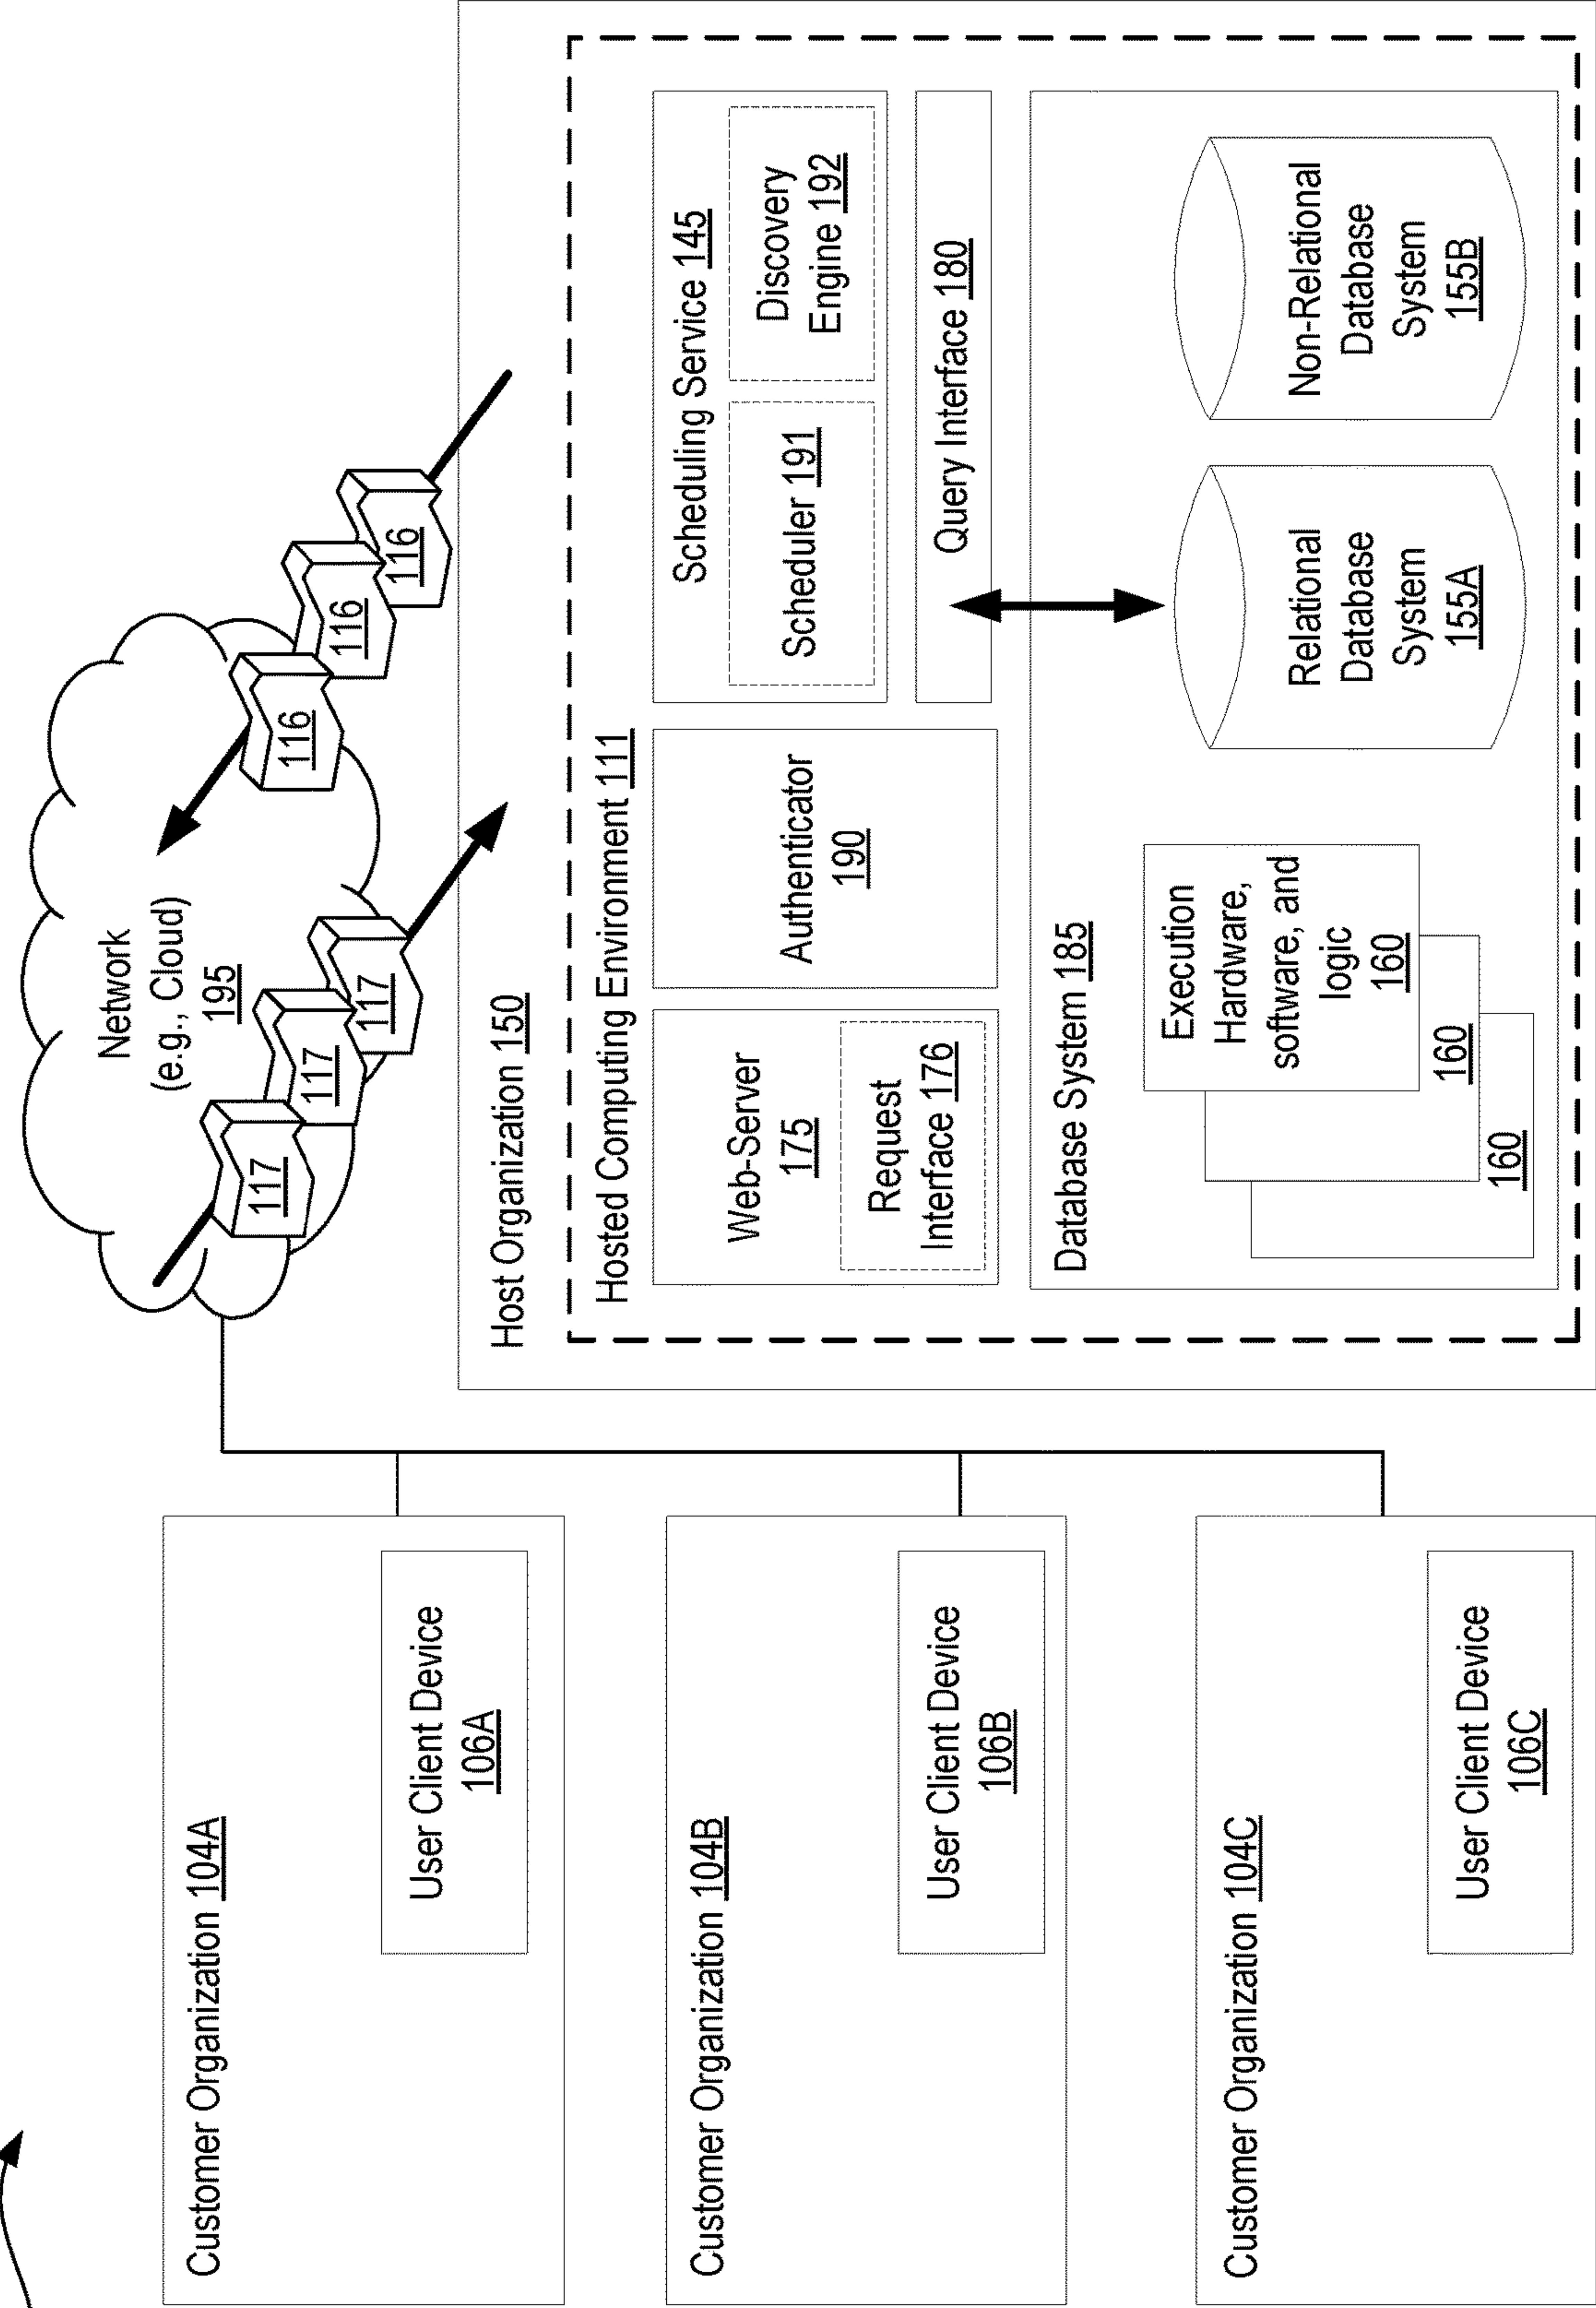 Customer Organization 104A
User Client Device
106A
Customer Organization 104B
User Client Device
106B
Customer Organization 104C
User Client Device
106C
Network
(e.g., Cloud)
195
117
117
117
116
116
116
Host Organization 150
Hosted Computing Environment 111
Web-Server
175
Request
Interface 176
Authenticator
190
Scheduling Service 145
Scheduler 191
Discovery
Engine 192
Query Interface 180
Database System 185
Execution
Hardware,
software, and
logic
160
160
160
Relational
Database
System
155A
Non-Relational
Database
System
155B